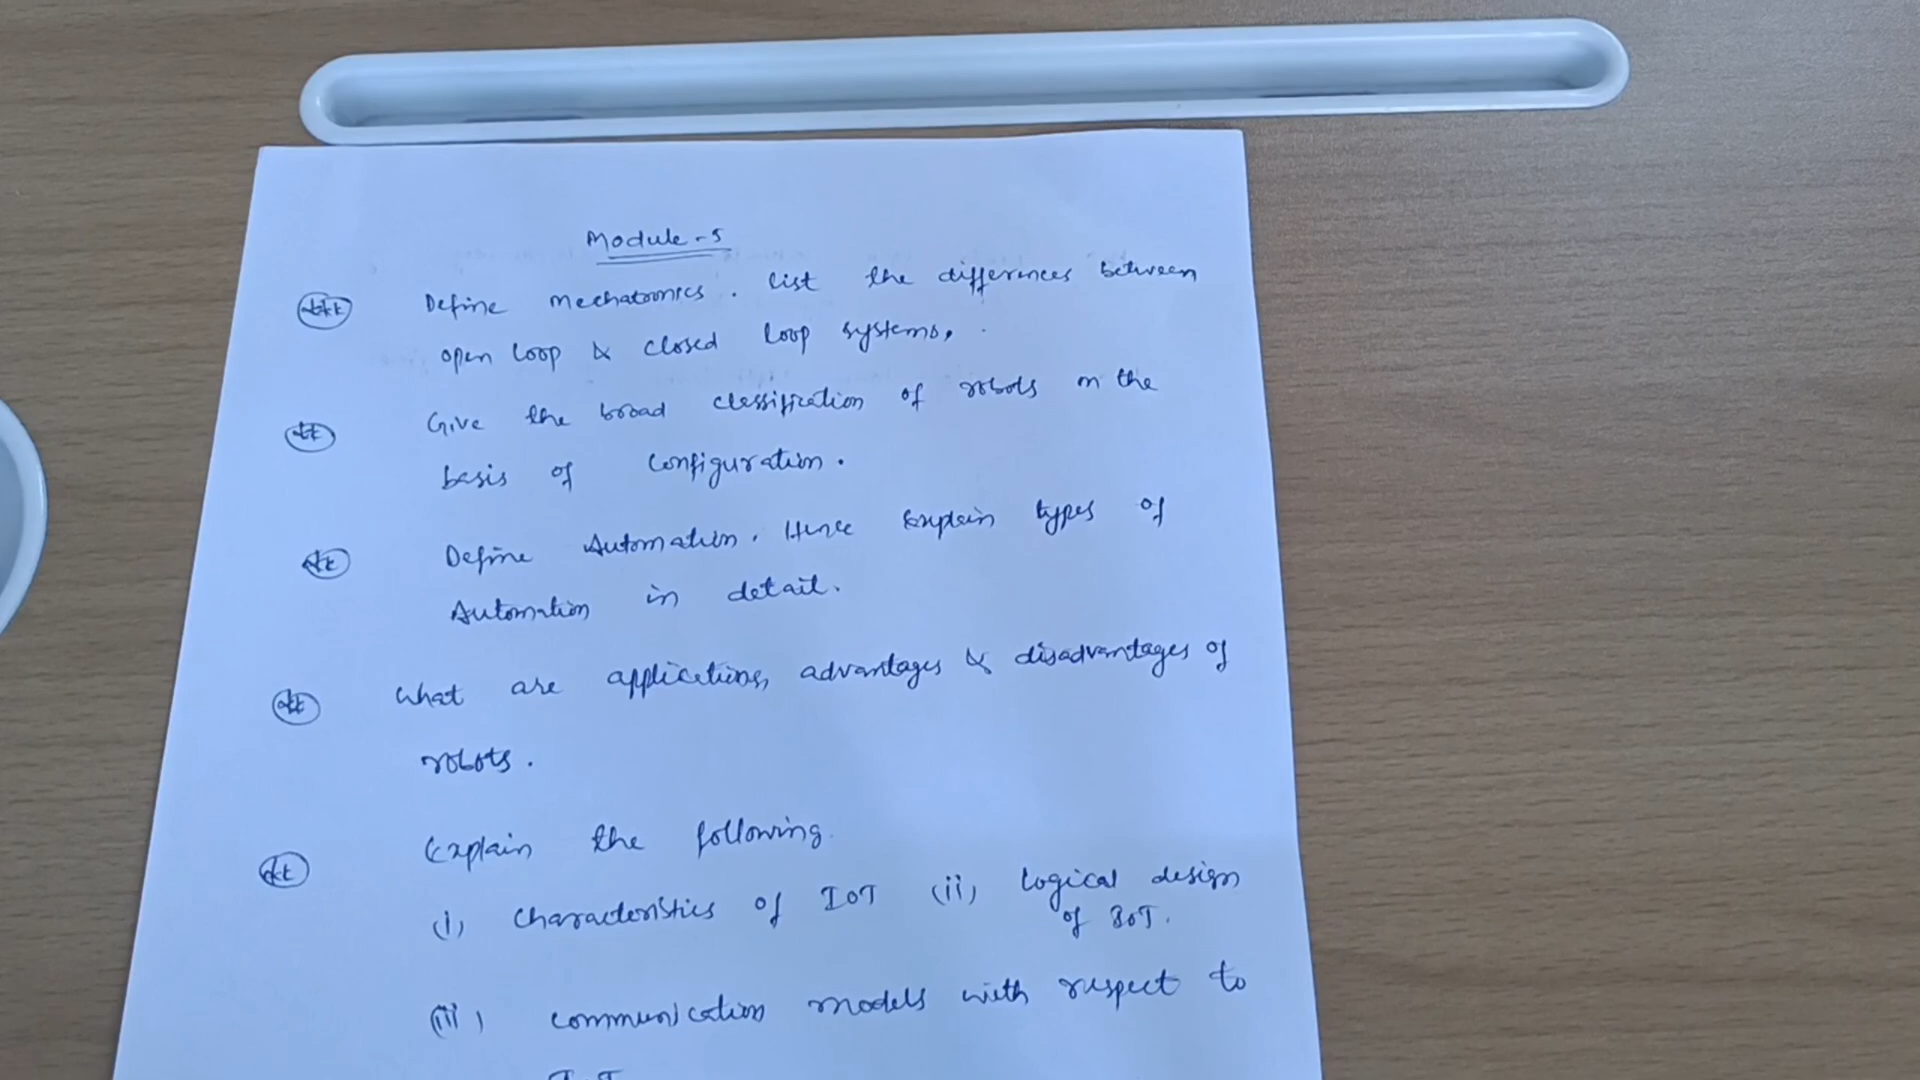 Module-5
*** Define mechatronics. List the differences between
open loop & closed loop systems.
** Give the broad classification of robots on the
basis of configuration.
** Define Automation. Hence Explain types of
Automation in detail.
** What are applications, advantages & disadvantages of
robots.
** Explain the following.
(i) characteristics of IoT (ii) Logical design
of IoT.
(iii) communication models with respect to
IoT